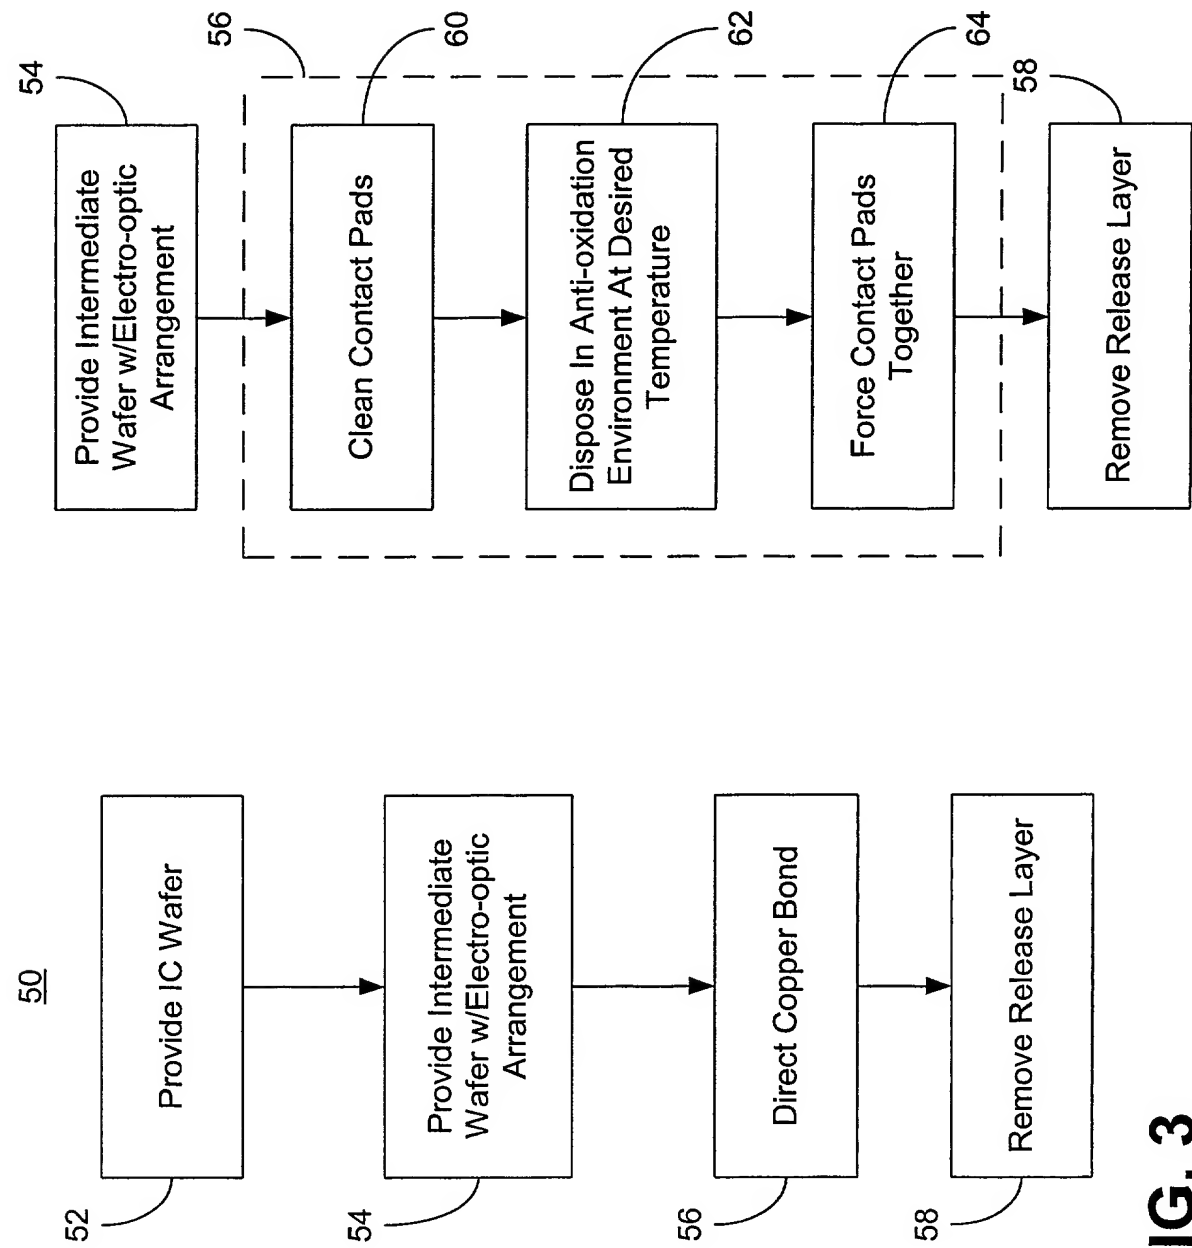 50
52
Provide IC Wafer
54
Provide Intermediate
Wafer w/Electro-optic
Arrangement
56
Direct Copper Bond
58
Remove Release Layer
54
Provide Intermediate
Wafer w/Electro-optic
Arrangement
56
60
Clean Contact Pads
62
Dispose In Anti-oxidation
Environment At Desired
Temperature
64
Force Contact Pads
Together
58
Remove Release Layer
IG. 3